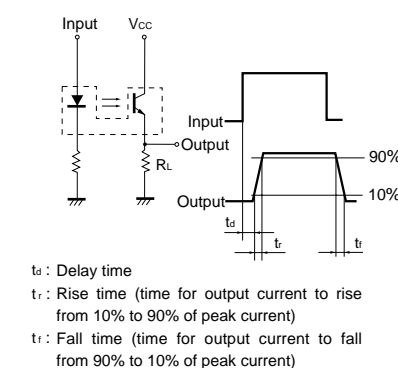 Input
Vcc
Output
RL
Input
90%
10%
Output
td
tr
tf
td : Delay time
tr : Rise time (time for output current to rise
from 10% to 90% of peak current)
tf : Fall time (time for output current to fall
from 90% to 10% of peak current)